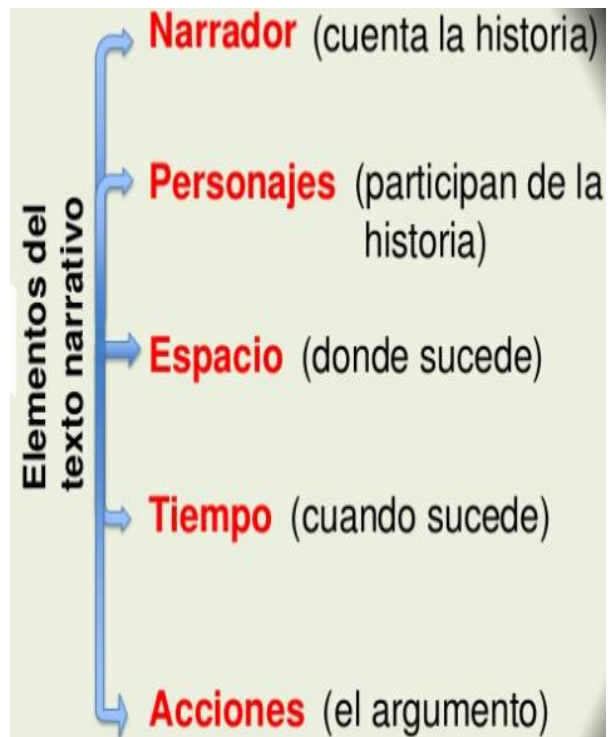 Elementos del
texto narrativo
Narrador (cuenta la historia)
Personajes (participan de la
historia)
Espacio (donde sucede)
Tiempo (cuando sucede)
Acciones (el argumento)